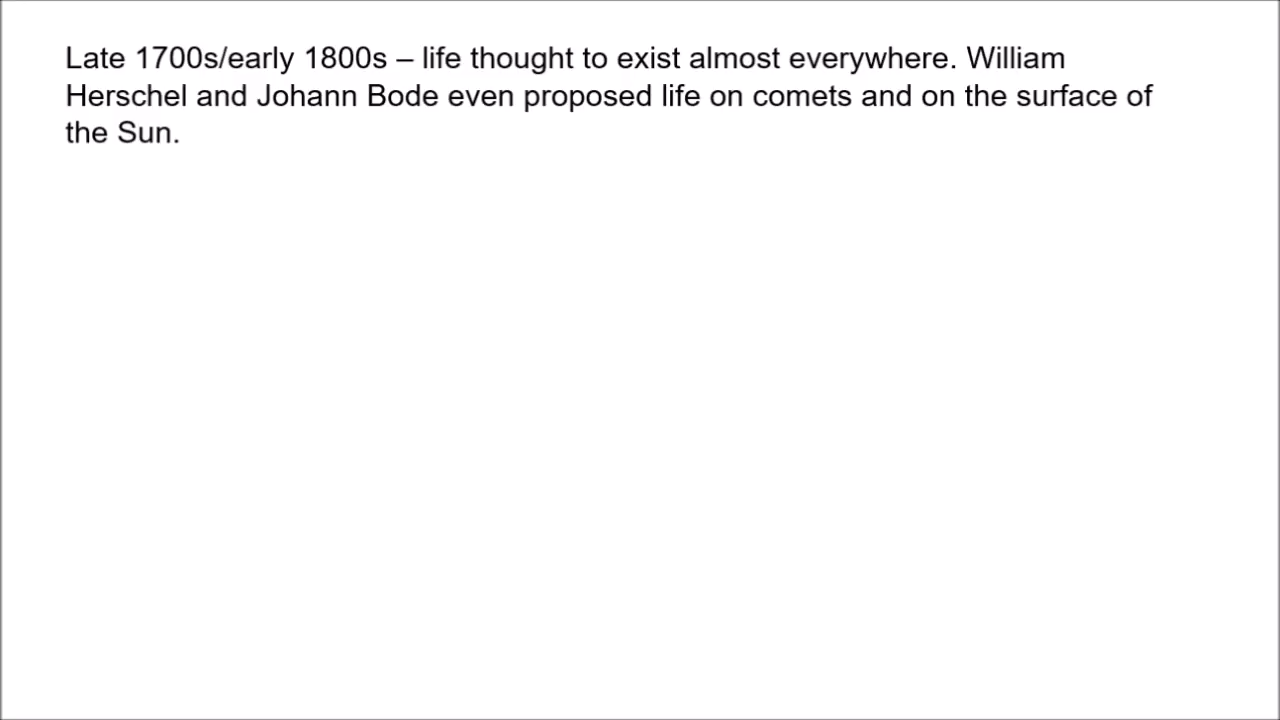 Late 1700s/early 1800s – life thought to exist almost everywhere. William
Herschel and Johann Bode even proposed life on comets and on the surface of
the Sun.